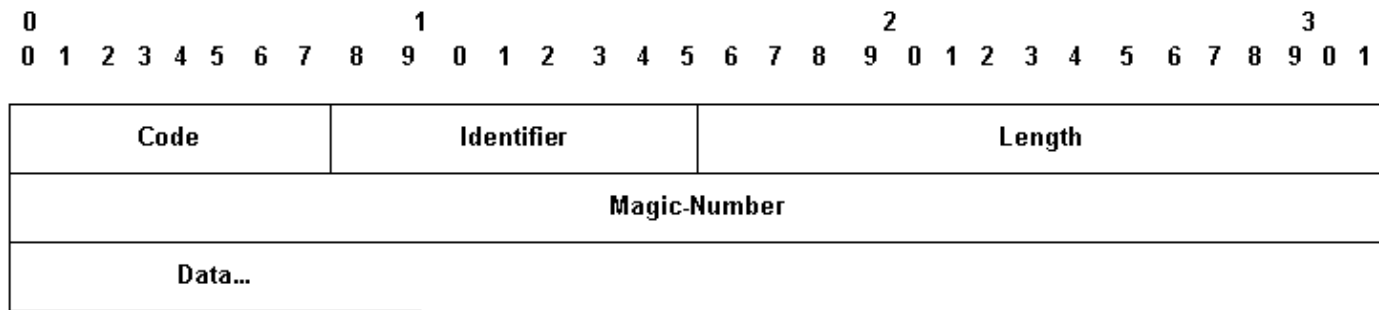 0 1 2 3
0 1 2 3 4 5 6 7 8 9 0 1 2 3 4 5 6 7 8 9 0 1 2 3 4 5 6 7 8 9 0 1
Code Identifier Length
Magic-Number
Data...